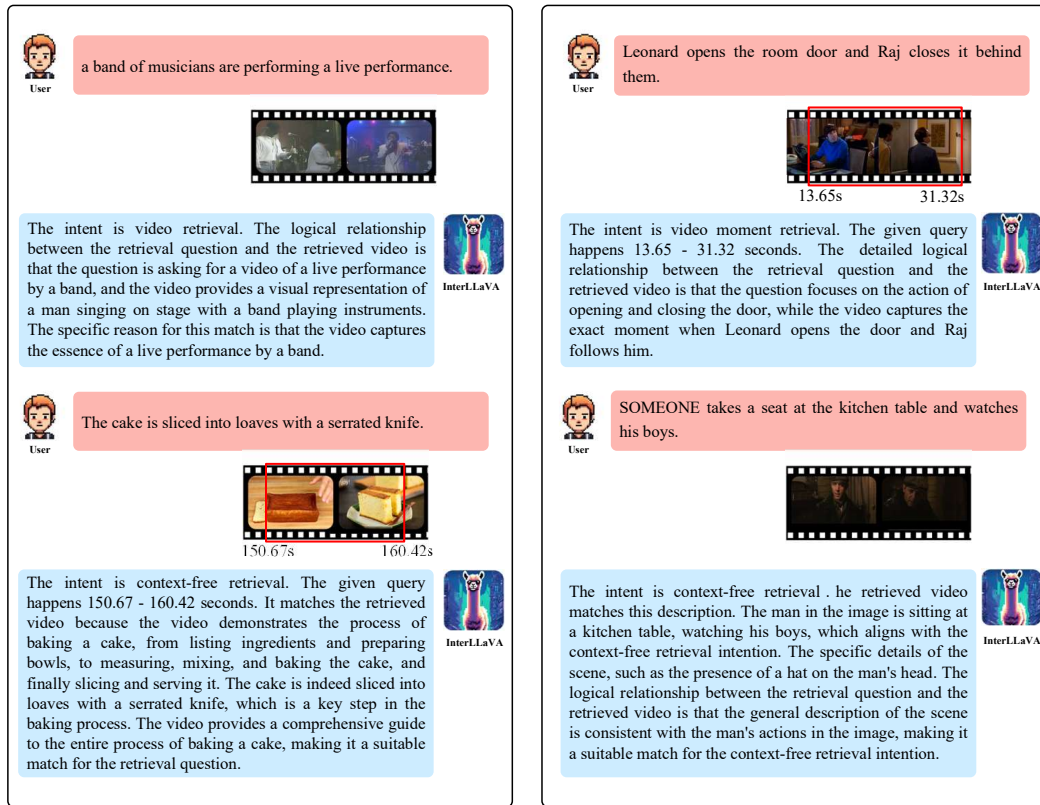 a band of musicians are performing a live performance.
User
The intent is video retrieval. The logical relationship
between the retrieval question and the retrieved video is
that the question is asking for a video of a live performance
by a band, and the video provides a visual representation of
a man singing on stage with a band playing instruments.
The specific reason for this match is that the video captures
the essence of a live performance by a band.
InterLLaVA
The cake is sliced into loaves with a serrated knife.
User
150.67s 160.42s
The intent is context-free retrieval. The given query
happens 150.67 - 160.42 seconds. It matches the retrieved
video because the video demonstrates the process of
baking a cake, from listing ingredients and preparing
bowls, to measuring, mixing, and baking the cake, and
finally slicing and serving it. The cake is indeed sliced into
loaves with a serrated knife, which is a key step in the
baking process. The video provides a comprehensive guide
to the entire process of baking a cake, making it a suitable
match for the retrieval question.
InterLLaVA
Leonard opens the room door and Raj closes it behind
them.
User
13.65s 31.32s
The intent is video moment retrieval. The given query
happens 13.65 - 31.32 seconds. The detailed logical
relationship between the retrieval question and the
retrieved video is that the question focuses on the action of
opening and closing the door, while the video captures the
exact moment when Leonard opens the door and Raj
follows him.
InterLLaVA
SOMEONE takes a seat at the kitchen table and watches
his boys.
User
The intent is context-free retrieval . he retrieved video
matches this description. The man in the image is sitting at
a kitchen table, watching his boys, which aligns with the
context-free retrieval intention. The specific details of the
scene, such as the presence of a hat on the man's head. The
logical relationship between the retrieval question and the
retrieved video is that the general description of the scene
is consistent with the man's actions in the image, making it
a suitable match for the context-free retrieval intention.
InterLLaVA